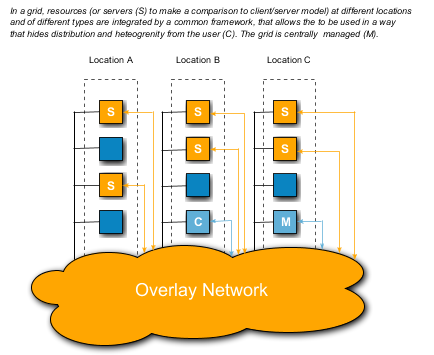 In a grid, resources (or servers (S) to make a comparison to client/server model) at different locations
and of different types are integrated by a common framework, that allows the to be used in a way
that hides distribution and heteogrenity from the user (C). The grid is centrally managed (M).
Location A Location B Location C
S S S
S S
S
C M
Overlay Network